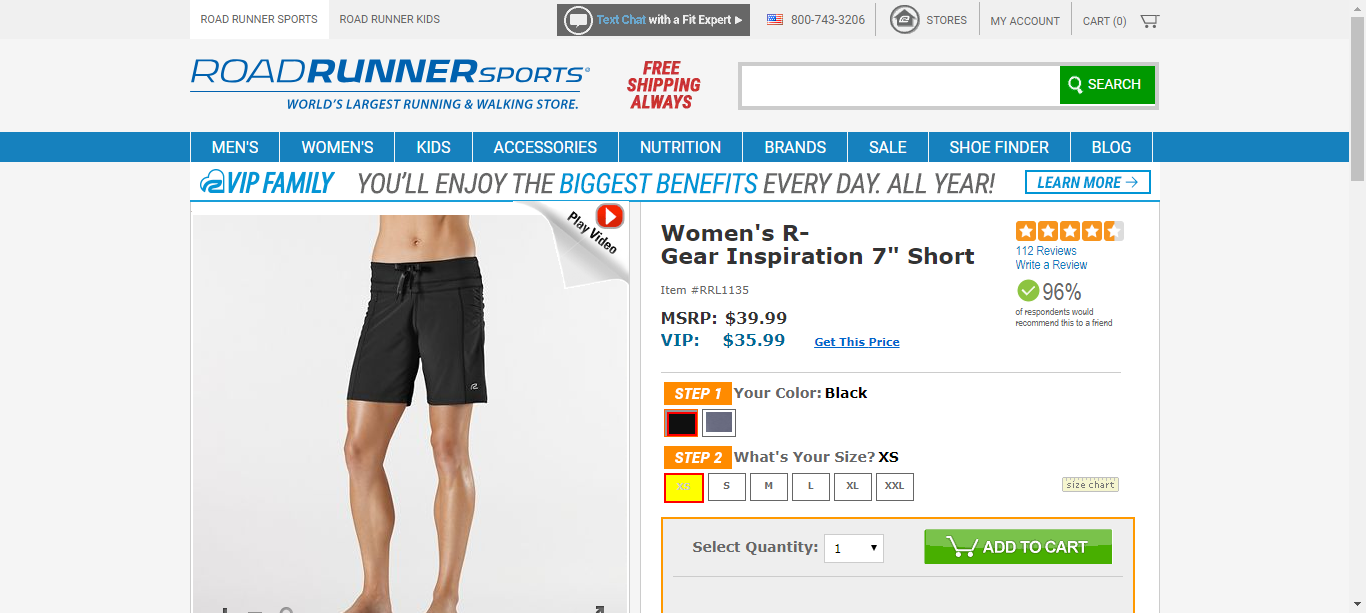 ROAD RUNNER SPORTS
ROAD RUNNER KIDS
Text Chat with a Fit Expert
800-743-3206
STORES
MY ACCOUNT
CART (0)
ROADRUNNERSPORTS
WORLD'S LARGEST RUNNING & WALKING STORE.
FREE
SHIPPING
ALWAYS
SEARCH
MEN'S
WOMEN'S
KIDS
ACCESSORIES
NUTRITION
BRANDS
SALE
SHOE FINDER
BLOG
VIP FAMILY YOU'LL ENJOY THE BIGGEST BENEFITS EVERY DAY. ALL YEAR! LEARN MORE →
Play Video
Women's R-
Gear Inspiration 7" Short
Item #RRL1135
MSRP: $39.99
VIP: $35.99 Get This Price
112 Reviews
Write a Review
96%
of respondents would
recommend this to a friend
STEP 1 Your Color: Black
STEP 2 What's Your Size? XS
XS S M L XL XXL
size chart
Select Quantity: 1 ADD TO CART